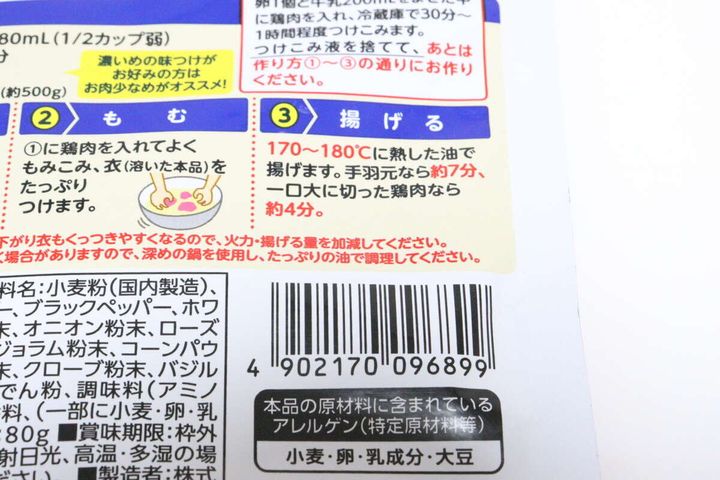 卵1個と牛乳200mLをまぜた中
に鶏肉を入れ、冷蔵庫で30分〜
1時間程度つけこみます。
つけこみ液を捨てて、あとは
作り方①〜③の通りにお作り
ください。
80mL(1/2カップ弱)
分
濃いめの味つけが
お好みの方は
お肉少なめがオススメ!
(約500g)
② もむ
①に鶏肉を入れてよく
もみこみ、衣(溶いた本品)を
たっぷり
つけます。
③ 揚げる
170〜180℃に熱した油で
揚げます。手羽元なら約7分、
一口大に切った鶏肉なら
約4分。
下がり衣もくっつきやすくなるので、火力・揚げる量を加減してください。
く場合がありますので、深めの鍋を使用し、たっぷりの油で調理してください。
料名:小麦粉(国内製造)、
ー、ブラックペッパー、ホワ
末、オニオン粉末、ローズ
ジョラム粉末、コーンパウ
末、クローブ粉末、バジル
でん粉、調味料(アミノ
料、(一部に小麦・卵・乳
80g ■賞味期限:枠外
射日光、高温・多湿の場
■製造者:株式
4 902170 096899
本品の原材料に含まれている
アレルゲン(特定原材料等)
小麦・卵・乳成分・大豆